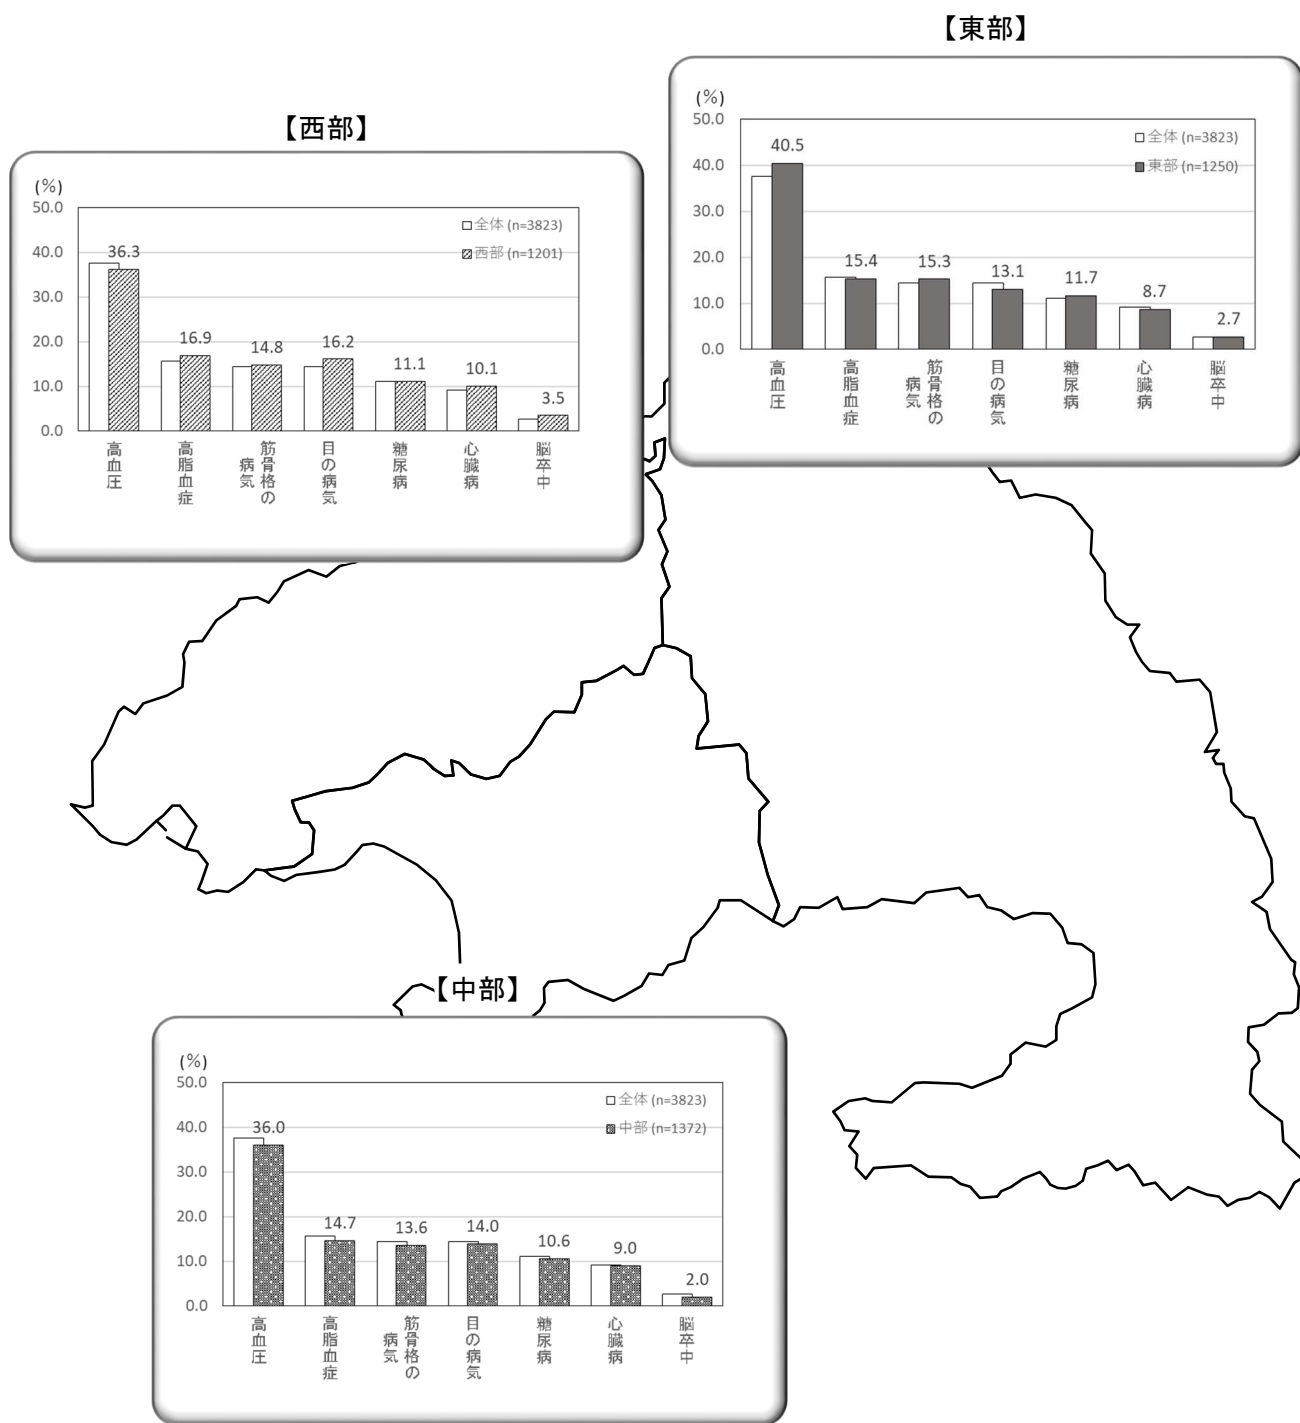 【東部】
(%)
50.0
40.0
30.0
20.0
10.0
0.0
全体 (n=3823)
東部 (n=1250)
40.5
15.4
15.3
13.1
11.7
8.7
2.7
高血圧
高脂血症
筋骨格の
病気
目の病気
糖尿病
心臓病
脳卒中
【西部】
(%)
50.0
40.0
30.0
20.0
10.0
0.0
全体 (n=3823)
西部 (n=1201)
36.3
16.9
14.8
16.2
11.1
10.1
3.5
高血圧
高脂血症
筋骨格の
病気
目の病気
糖尿病
心臓病
脳卒中
【中部】
(%)
50.0
40.0
30.0
20.0
10.0
0.0
全体 (n=3823)
中部 (n=1372)
36.0
14.7
13.6
14.0
10.6
9.0
2.0
高血圧
高脂血症
筋骨格の
病気
目の病気
糖尿病
心臓病
脳卒中